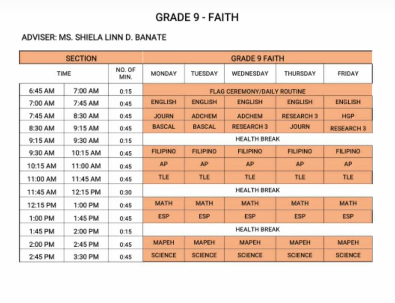 GRADE 9 - FAITH
ADVISER: MS. SHIELA LINN D. BANATE
SECTION GRADE 9 FAITH
TIME NO. OF MIN. MONDAY TUESDAY WEDNESDAY THURSDAY FRIDAY
6:45 AM 7:00 AM 0:15 FLAG CEREMONY/DAILY ROUTINE
7:00 AM 7:45 AM 0:45 ENGLISH ENGLISH ENGLISH ENGLISH ENGLISH
7:45 AM 8:30 AM 0:45 JOURN ADCHEM ADCHEM RESEARCH 3 HGP
8:30 AM 9:15 AM 0:45 BASCAL BASCAL RESEARCH 3 JOURN RESEARCH 3
9:15 AM 9:30 AM 0:15 HEALTH BREAK
9:30 AM 10:15 AM 0:45 FILIPINO FILIPINO FILIPINO FILIPINO FILIPINO
10:15 AM 11:00 AM 0:45 AP AP AP AP AP
11:00 AM 11:45 AM 0:45 TLE TLE TLE TLE TLE
11:45 AM 12:15 PM 0:30 HEALTH BREAK
12:15 PM 1:00 PM 0:45 MATH MATH MATH MATH MATH
1:00 PM 1:45 PM 0:45 ESP ESP ESP ESP ESP
1:45 PM 2:00 PM 0:15 HEALTH BREAK
2:00 PM 2:45 PM 0:45 MAPEH MAPEH MAPEH MAPEH MAPEH
2:45 PM 3:30 PM 0:45 SCIENCE SCIENCE SCIENCE SCIENCE SCIENCE